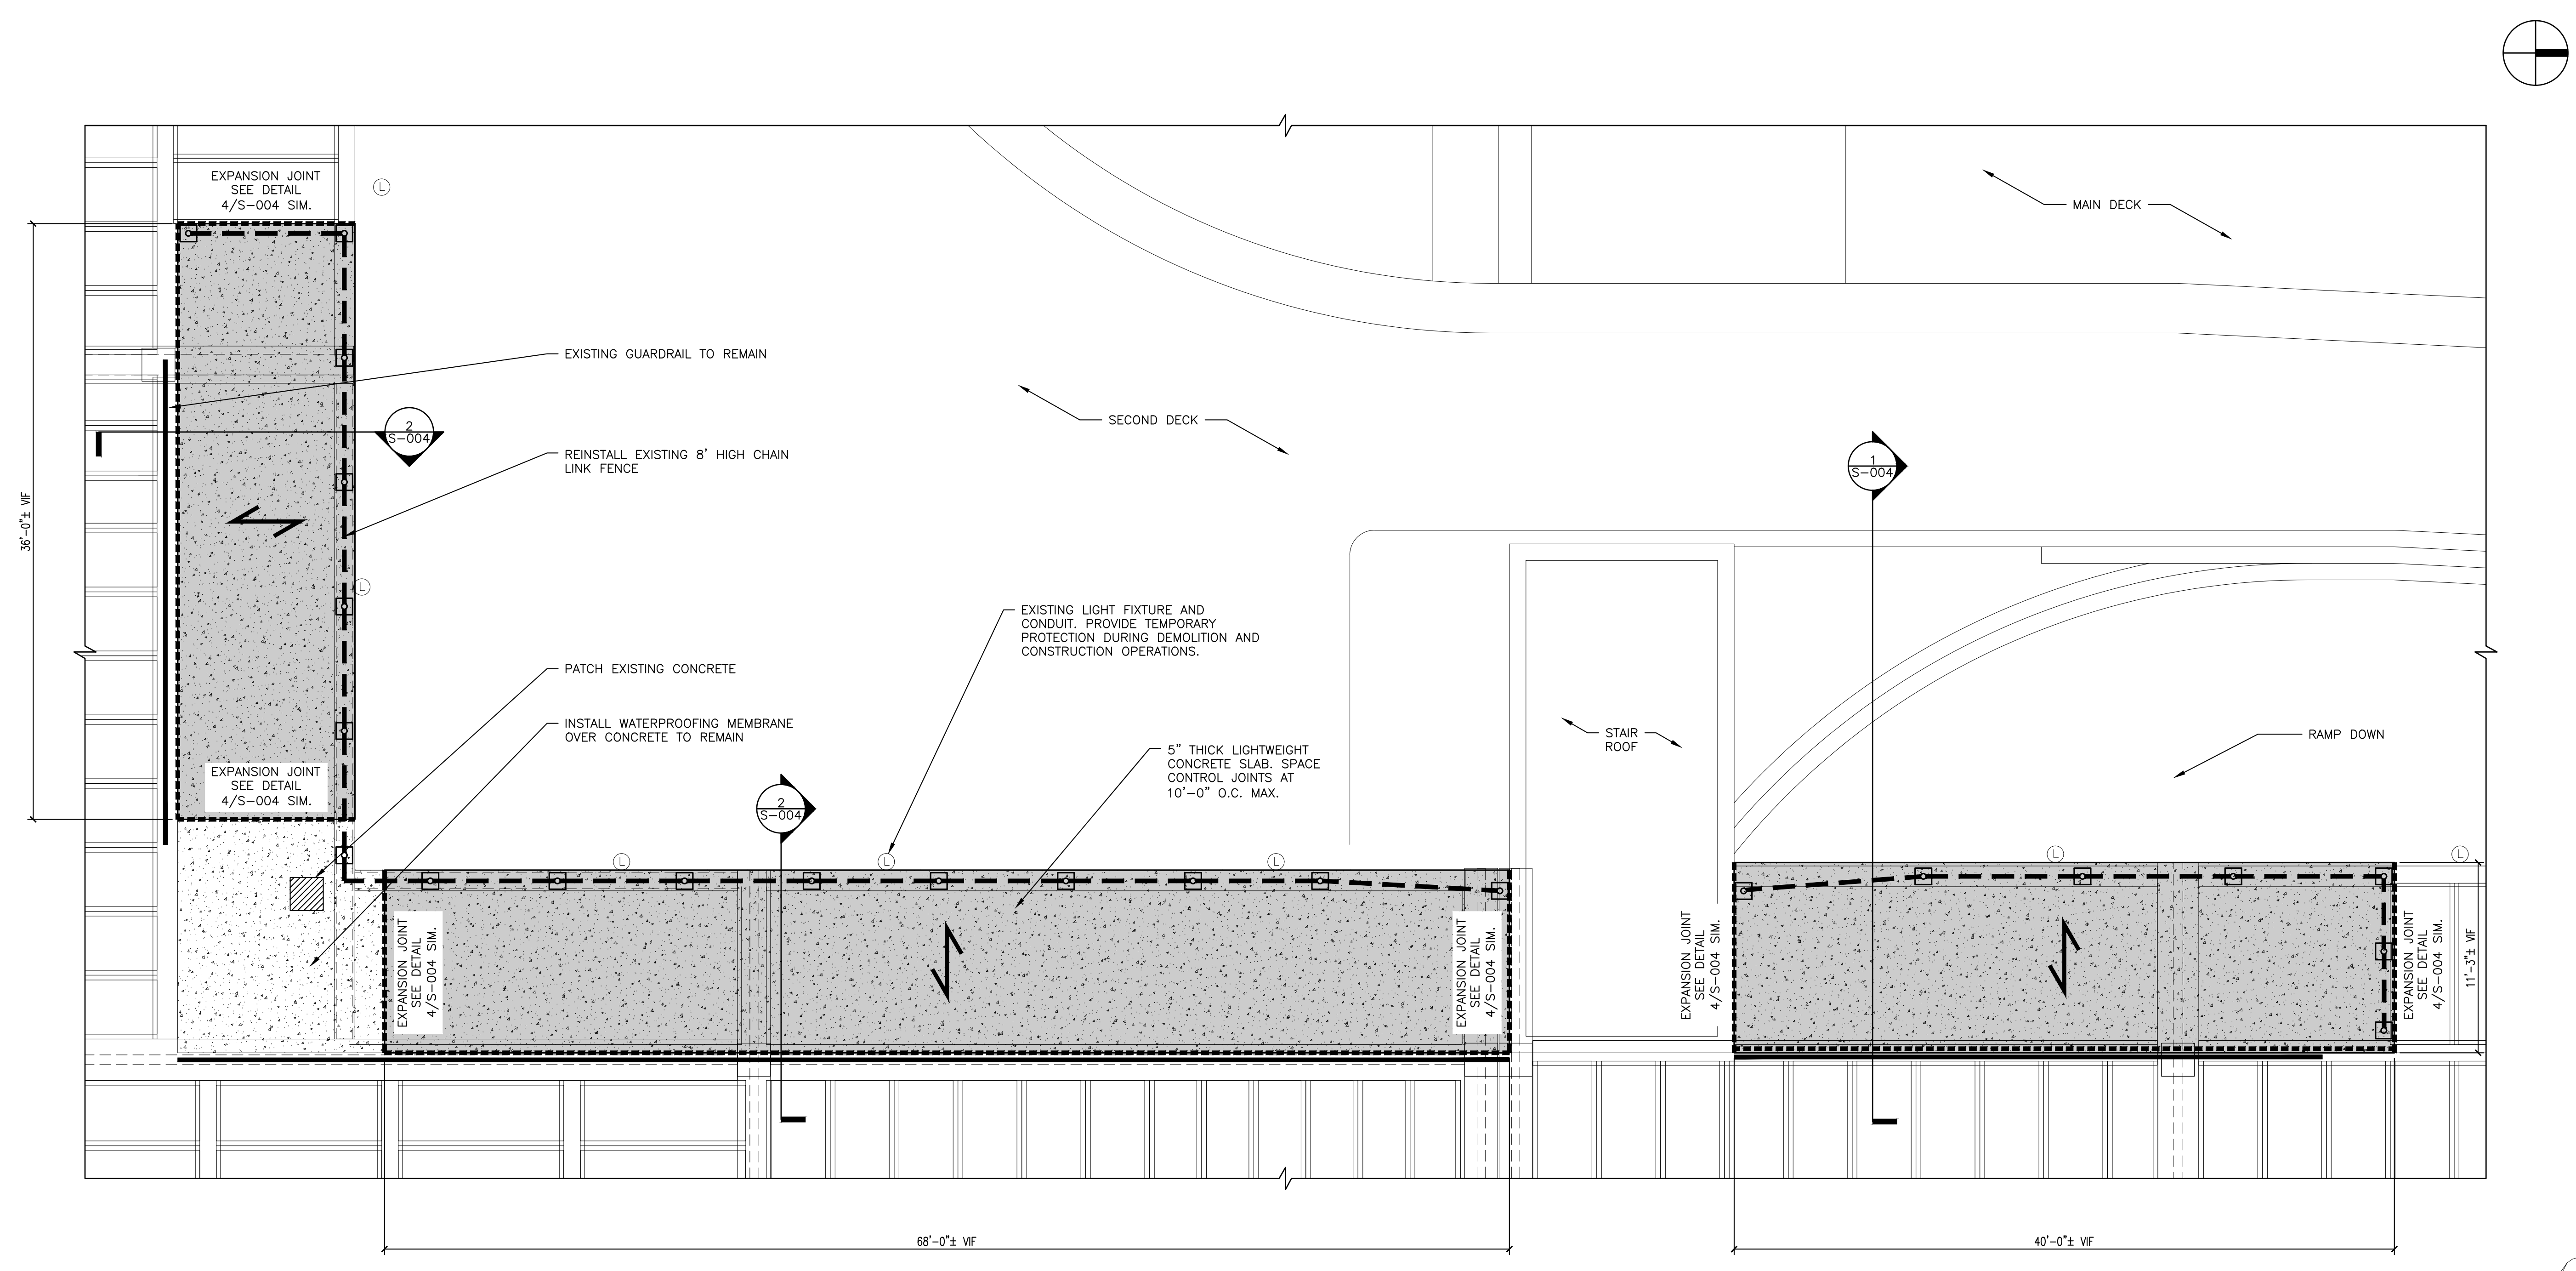 EXPANSION JOINT
SEE DETAIL
4/S-004 SIM.
L
MAIN DECK
EXISTING GUARDRAIL TO REMAIN
SECOND DECK
2
S-004
REINSTALL EXISTING 8' HIGH CHAIN
LINK FENCE
1
S-004
36'-0"± VIF
L
EXISTING LIGHT FIXTURE AND
CONDUIT. PROVIDE TEMPORARY
PROTECTION DURING DEMOLITION AND
CONSTRUCTION OPERATIONS.
PATCH EXISTING CONCRETE
INSTALL WATERPROOFING MEMBRANE
OVER CONCRETE TO REMAIN
STAIR
ROOF
RAMP DOWN
5" THICK LIGHTWEIGHT
CONCRETE SLAB. SPACE
CONTROL JOINTS AT
10'-0" O.C. MAX.
EXPANSION JOINT
SEE DETAIL
4/S-004 SIM.
2
S-004
L
L
L
L
L
EXPANSION JOINT
SEE DETAIL
4/S-004 SIM.
EXPANSION JOINT
SEE DETAIL
4/S-004 SIM.
EXPANSION JOINT
SEE DETAIL
4/S-004 SIM.
EXPANSION JOINT
SEE DETAIL
4/S-004 SIM.
11'-3"± VIF
68'-0"± VIF
40'-0"± VIF